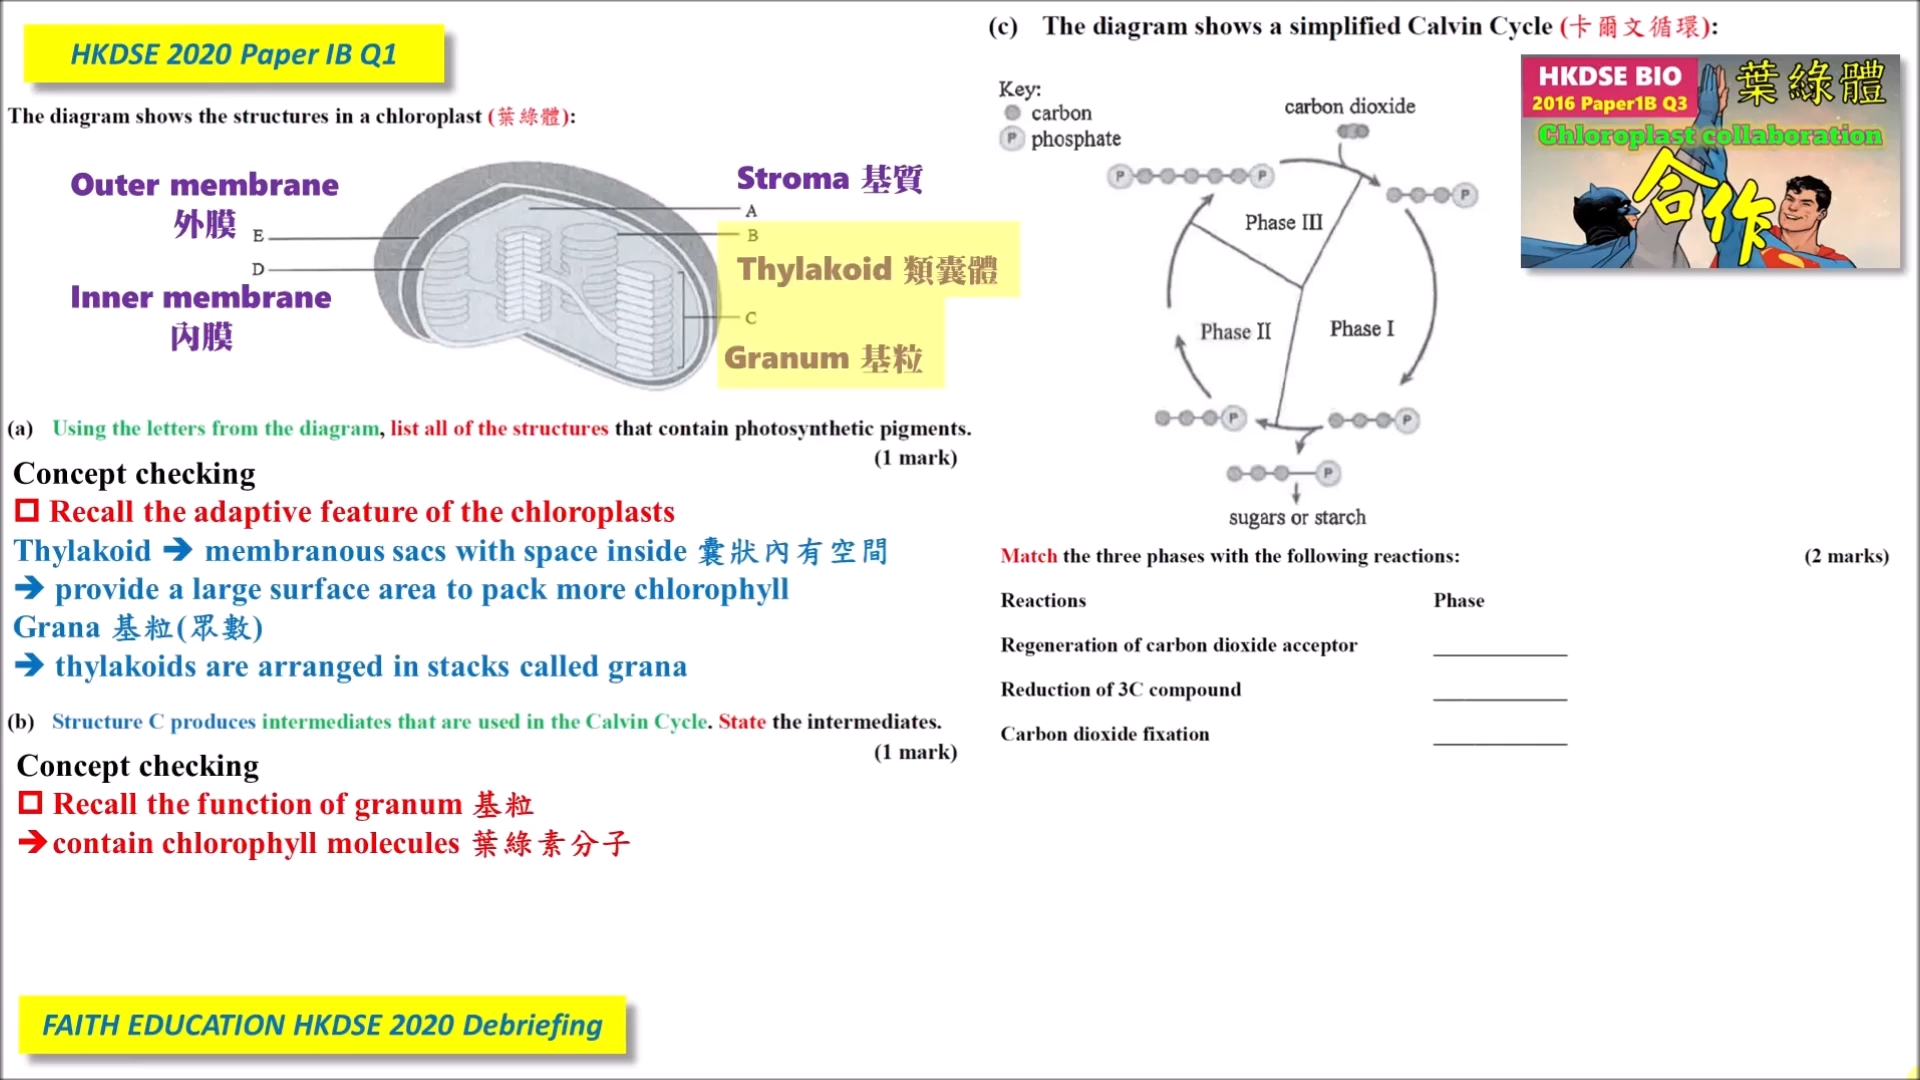 HKDSE 2020 Paper IB Q1
The diagram shows the structures in a chloroplast (葉綠體):
Outer membrane
外膜
E
D
Inner membrane
內膜
Stroma 基質
A
B
Thylakoid 類囊體
C
Granum 基粒
(a) Using the letters from the diagram, list all of the structures that contain photosynthetic pigments.
(1 mark)
Concept checking
Recall the adaptive feature of the chloroplasts
Thylakoid ➔ membranous sacs with space inside 囊狀內有空間
➔ provide a large surface area to pack more chlorophyll
Grana 基粒(眾數)
➔ thylakoids are arranged in stacks called grana
(b) Structure C produces intermediates that are used in the Calvin Cycle. State the intermediates.
(1 mark)
Concept checking
Recall the function of granum 基粒
➔contain chlorophyll molecules 葉綠素分子
FAITH EDUCATION HKDSE 2020 Debriefing
(c) The diagram shows a simplified Calvin Cycle (卡爾文循環):
Key:
carbon
P phosphate
carbon dioxide
P P
P
Phase III
Phase II
Phase I
P P
P
sugars or starch
HKDSE BIO
2016 Paper1B Q3
葉綠體
Chloroplast collaboration
合作
Match the three phases with the following reactions:
(2 marks)
Reactions Phase
Regeneration of carbon dioxide acceptor
Reduction of 3C compound
Carbon dioxide fixation